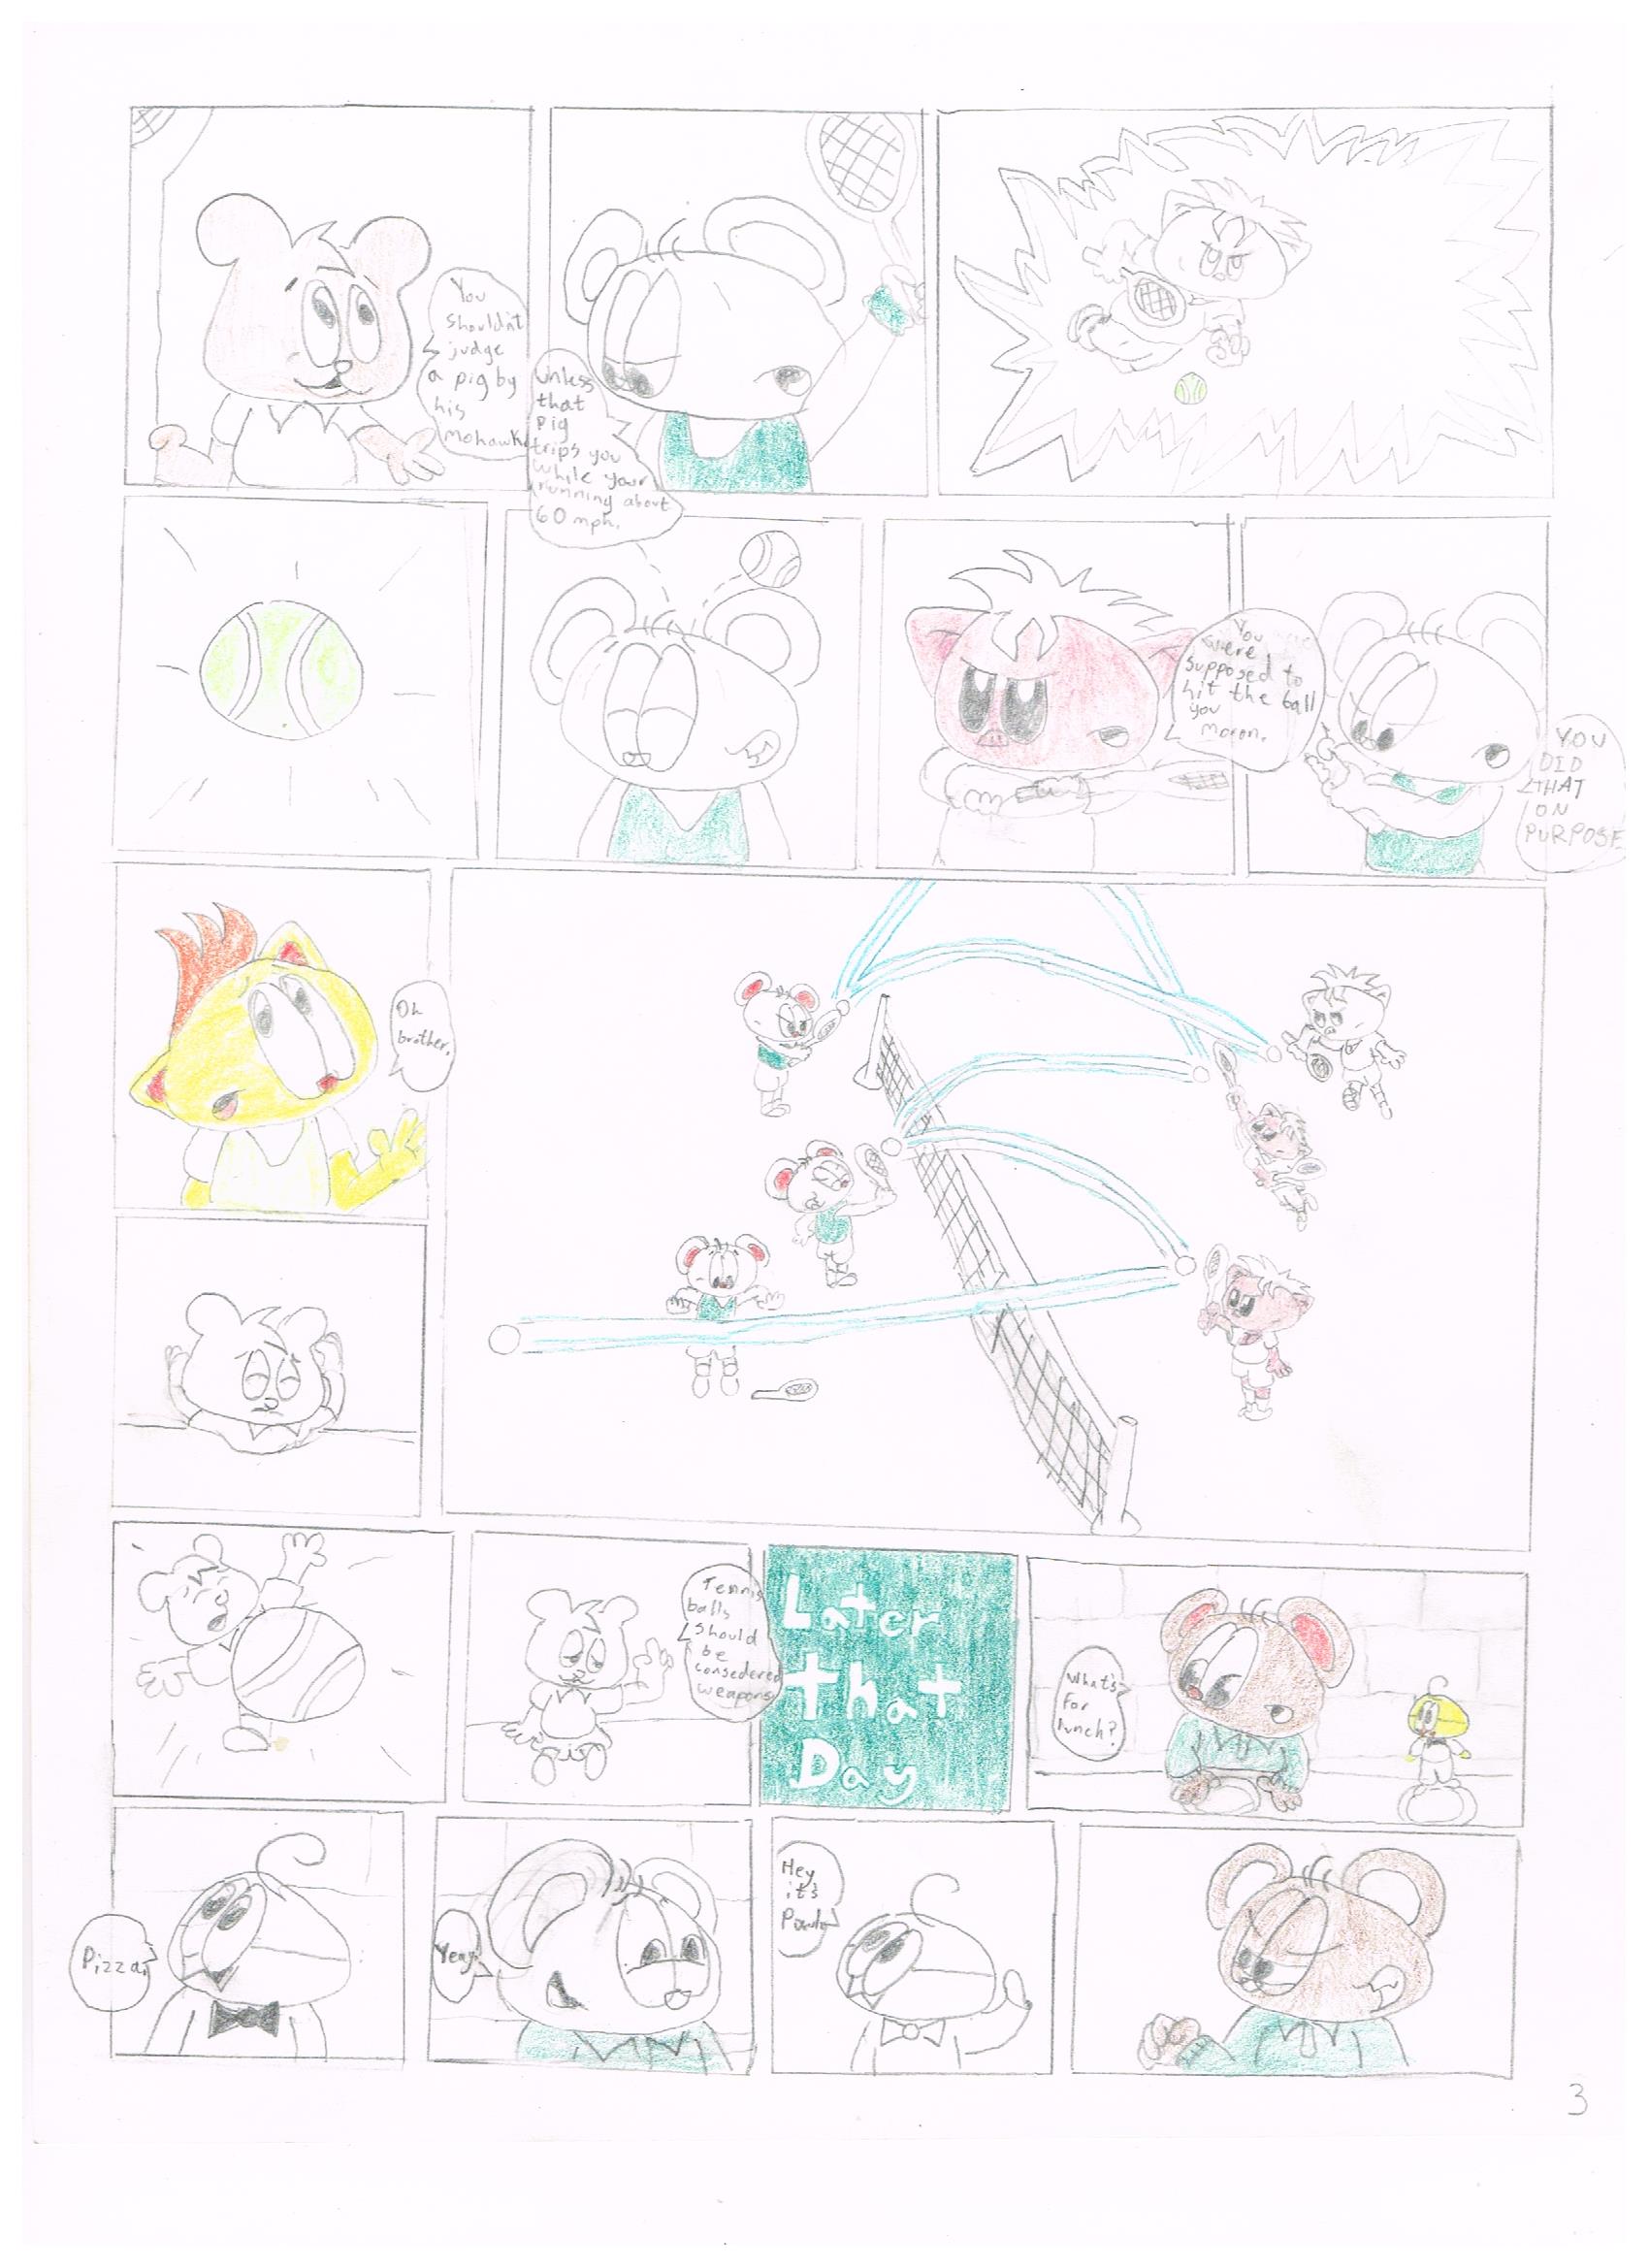 You
Shouldn't
judge
a pig by
his
mohawk.
Unless
that
pig
trips you
while your
running about
60 mph.
You
were
supposed to
hit the ball
you
moron.
YOU
DID
THAT
ON
PURPOSE
Oh
brother.
Tennis
balls
Should
be
consedered
weapons
Later
that
Day
What's
For
lunch?
Pizza.
Yeay
Hey
it's
3